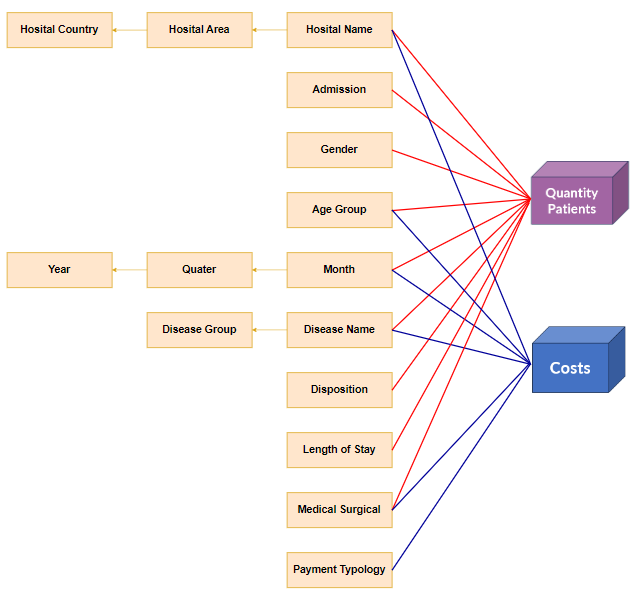 Hosital Country
Hosital Area
Hosital Name
Admission
Gender
Quantity
Patients
Age Group
Year
Quater
Month
Disease Group
Disease Name
Costs
Disposition
Length of Stay
Medical Surgical
Payment Typology